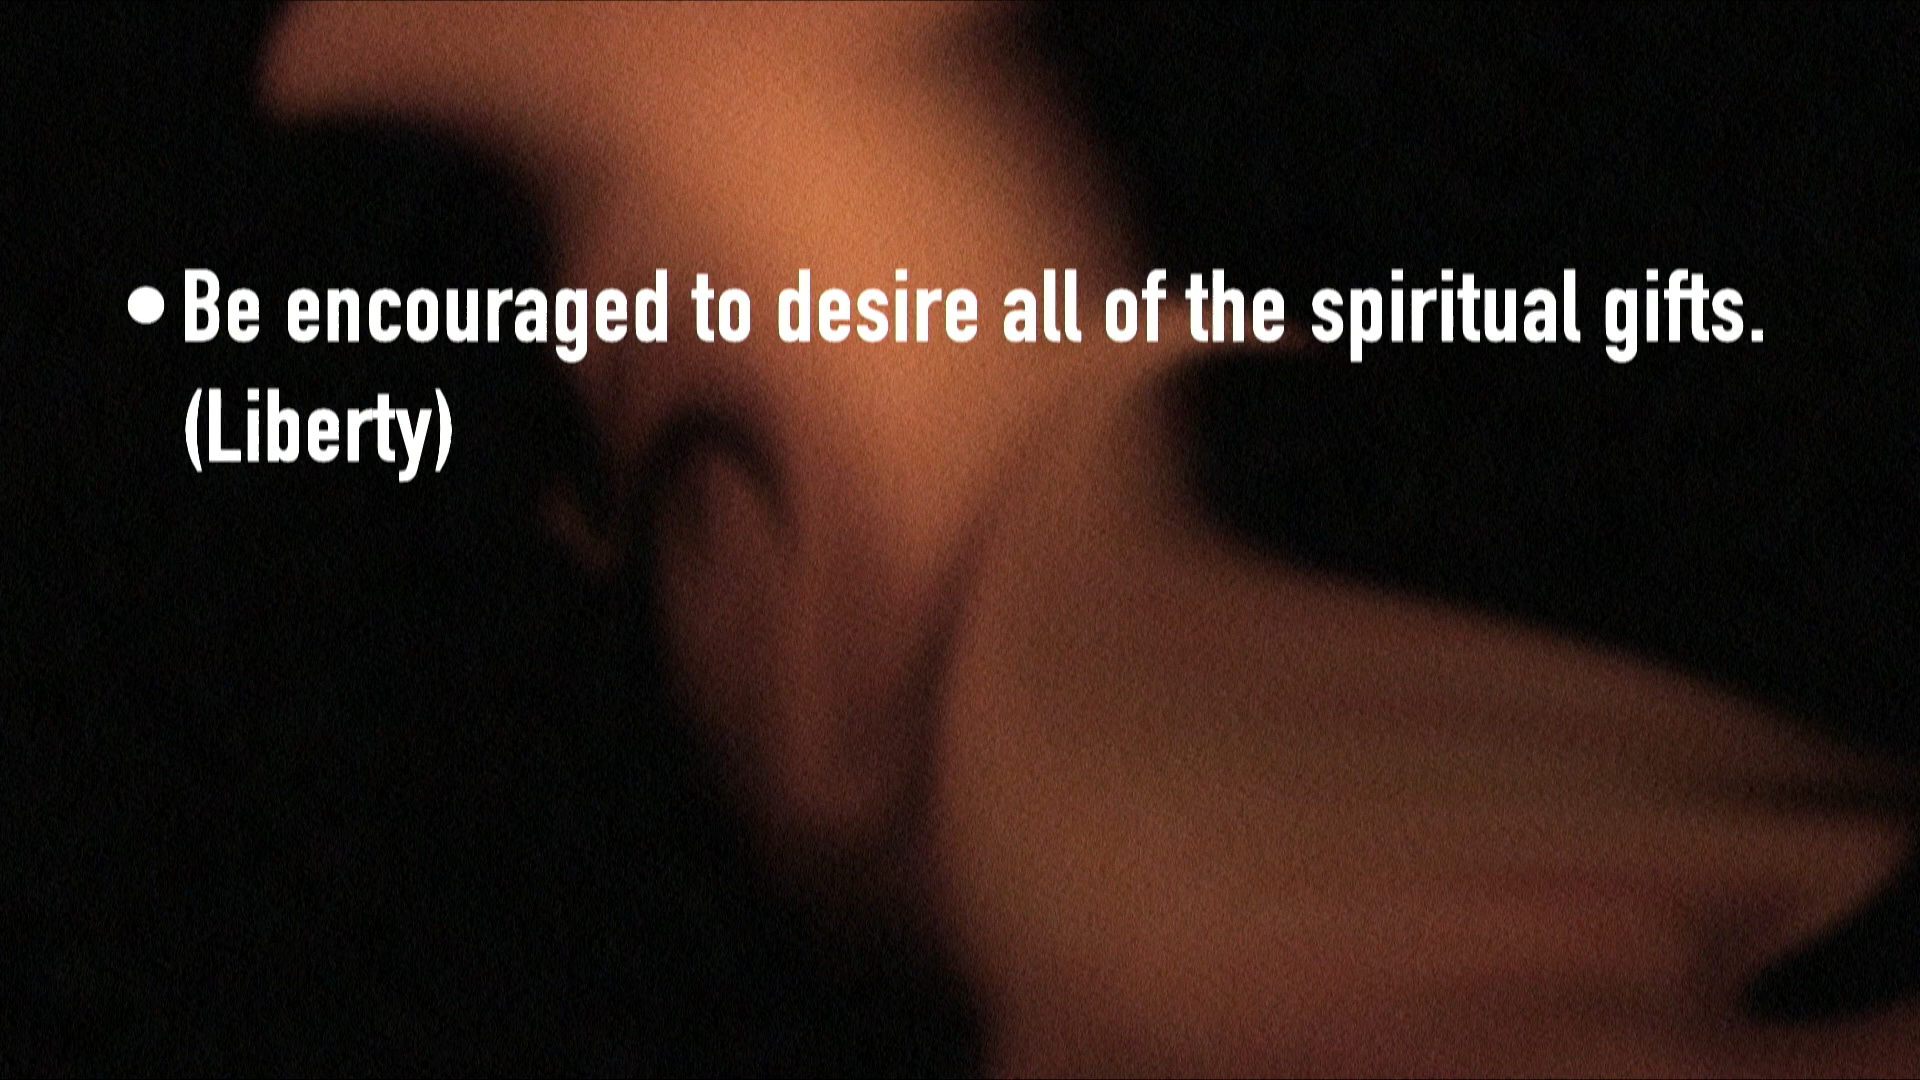 • Be encouraged to desire all of the spiritual gifts.
(Liberty)